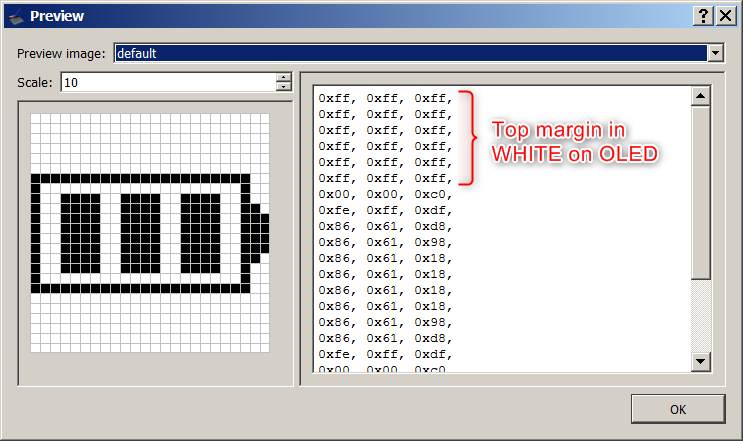 Preview
Preview image: default
Scale: 10
0xff, 0xff, 0xff,
0xff, 0xff, 0xff,
0xff, 0xff, 0xff,
0xff, 0xff, 0xff,
0xff, 0xff, 0xff,
0xff, 0xff, 0xff,
0x00, 0x00, 0xc0,
0xfe, 0xff, 0xdf,
0x86, 0x61, 0xd8,
0x86, 0x61, 0x98,
0x86, 0x61, 0x18,
0x86, 0x61, 0x18,
0x86, 0x61, 0x18,
0x86, 0x61, 0x18,
0x86, 0x61, 0x98,
0x86, 0x61, 0xd8,
0xfe, 0xff, 0xdf,
0x00, 0x00, 0xc0,
Top margin in
WHITE on OLED
OK